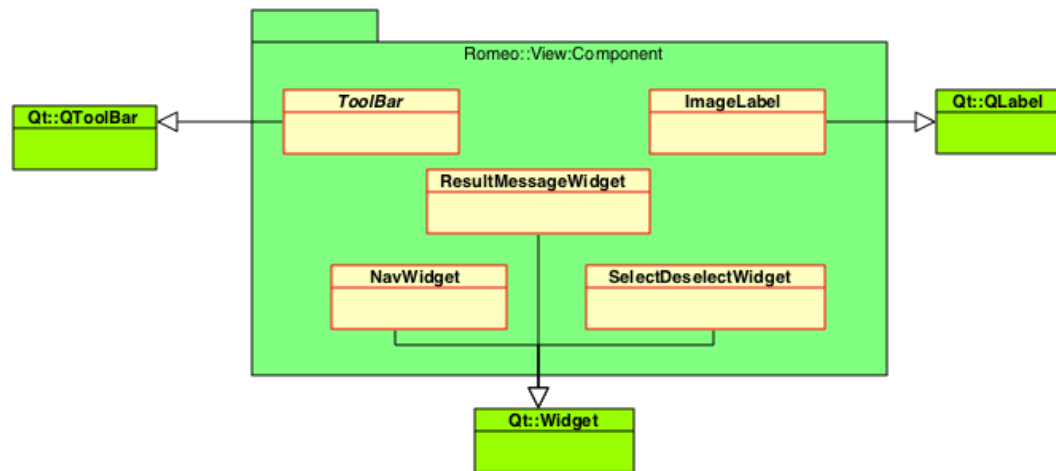 Romeo::View:Component
ToolBar
ImageLabel
Qt::QToolBar
Qt::QLabel
ResultMessageWidget
NavWidget
SelectDeselectWidget
Qt::Widget